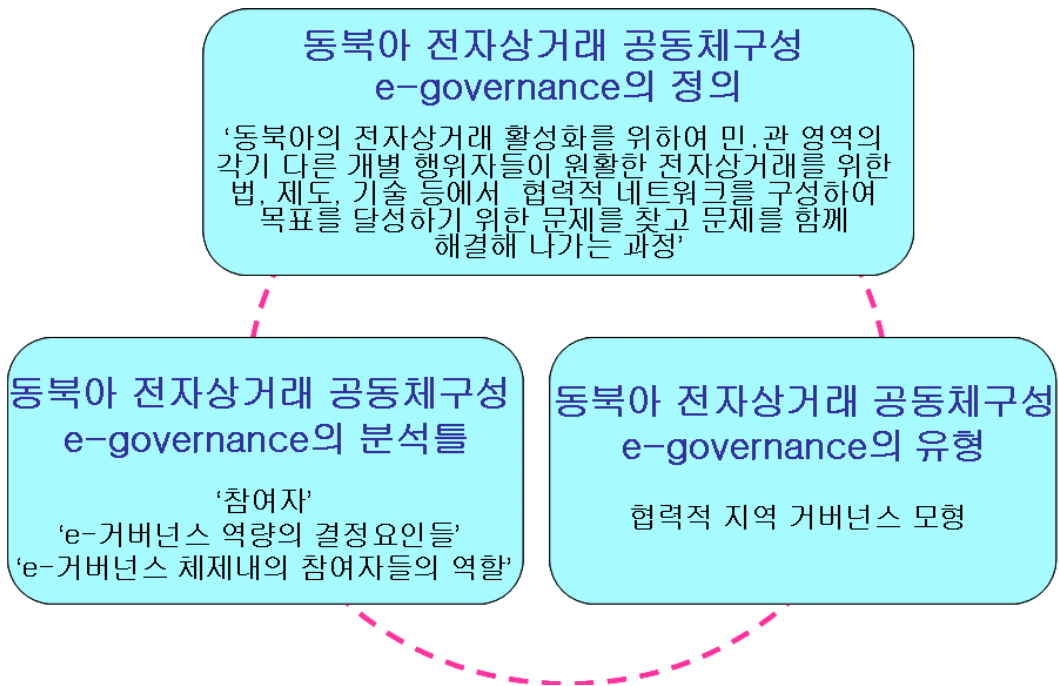 동북아 전자상거래 공동체구성
e-governance의 정의
‘동북아의 전자상거래 활성화를 위하여 민.관 영역의
각기 다른 개별 행위자들이 원활한 전자상거래를 위한
법, 제도, 기술 등에서 협력적 네트워크를 구성하여
목표를 달성하기 위한 문제를 찾고 문제를 함께
해결해 나가는 과정’
동북아 전자상거래 공동체구성
e-governance의 분석틀
‘참여자’
‘e-거버넌스 역량의 결정요인들’
‘e-거버넌스 체제내의 참여자들의 역할’
동북아 전자상거래 공동체구성
e-governance의 유형
협력적 지역 거버넌스 모형